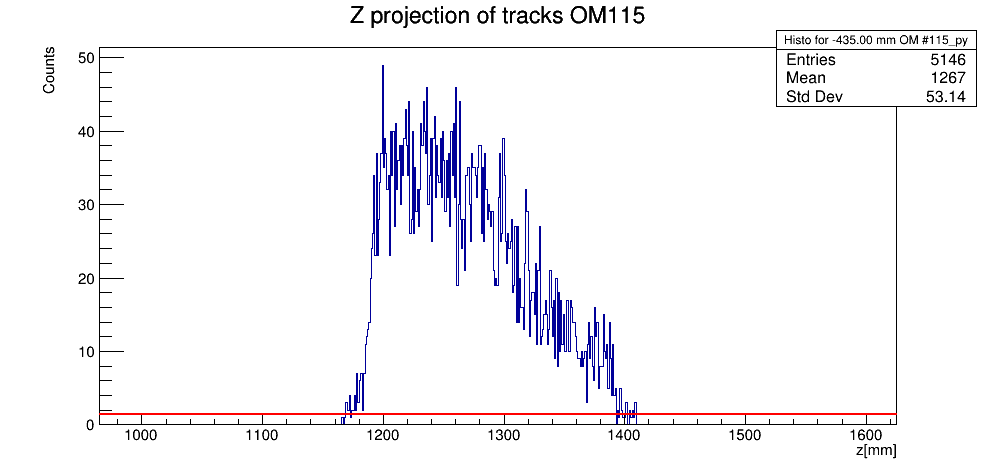 Z projection of tracks OM115
Histo for -435.00 mm OM #115_py
Entries 5146
Mean 1267
Std Dev 53.14
Counts
50
40
30
20
10
0
1000 1100 1200 1300 1400 1500 1600
z[mm]